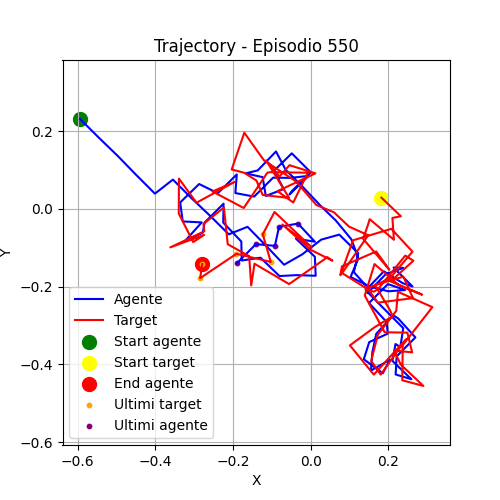 Trajectory - Episodio 550
Y
0.2
0.0
−0.2
−0.4
−0.6
Agente
Target
Start agente
Start target
End agente
Ultimi target
Ultimi agente
−0.6 −0.4 −0.2 0.0 0.2
X